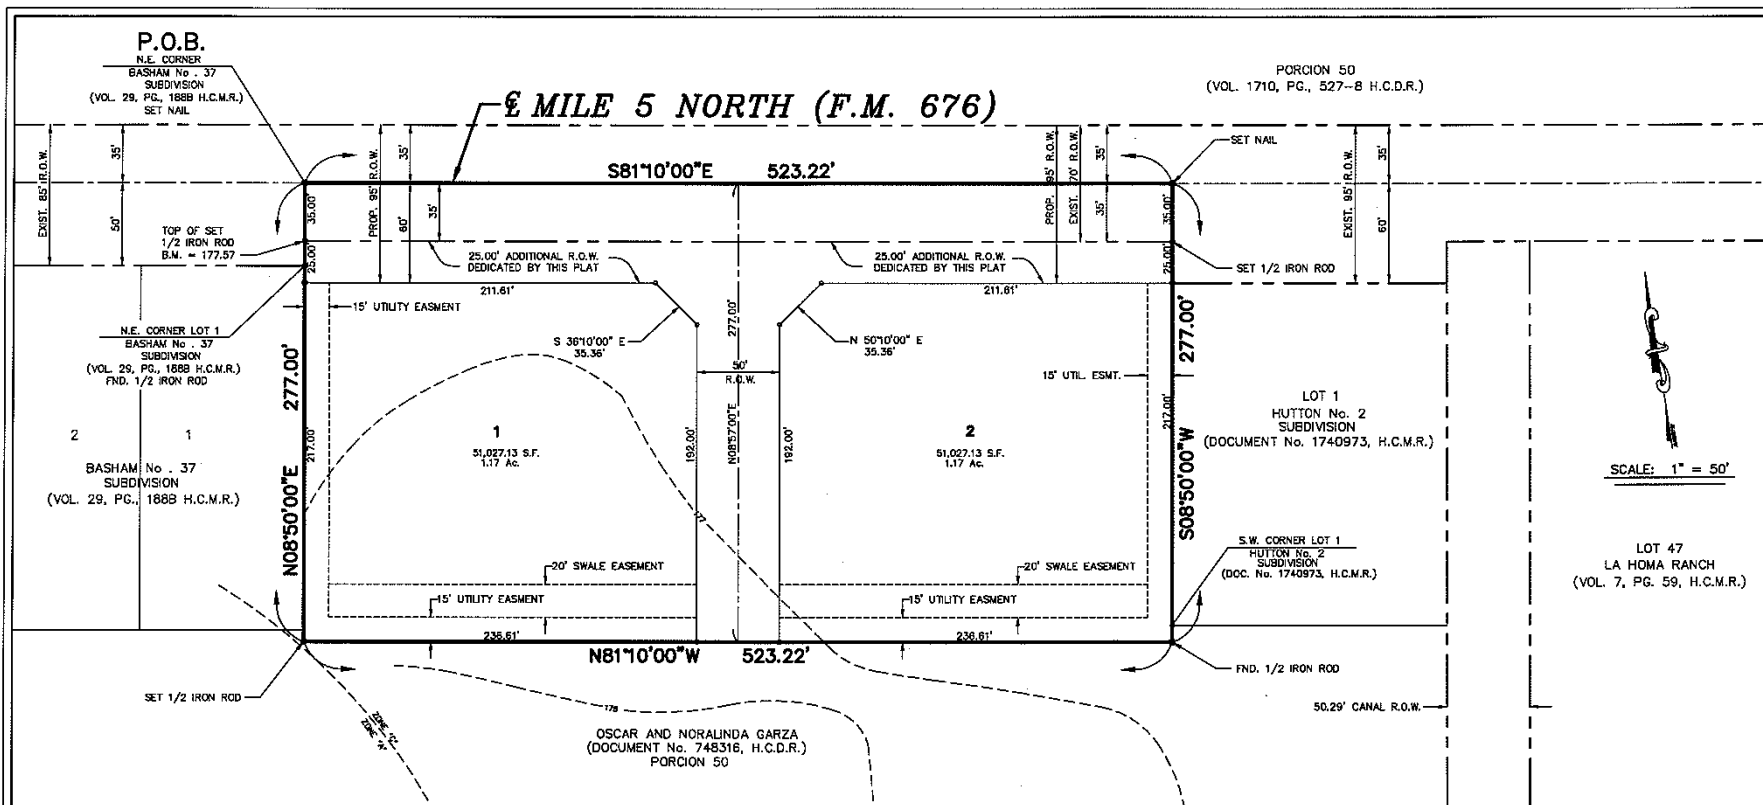 P.O.B.
N.E. CORNER
BASHAM No . 37
SUBDIVISION
(VOL. 29, PG., 188B H.C.M.R.)
SET NAIL
PORCION 50
(VOL. 1710, PG., 527-8 H.C.D.R.)
℄ MILE 5 NORTH (F.M. 676)
SET NAIL
S81°10'00"E 523.22'
EXIST. 85' R.O.W.
35'
50'
PROP. 95' R.O.W.
35'
60'
35'
PROP. 95' R.O.W.
EXIST. 70' R.O.W.
35'
35'
EXIST. 95' R.O.W.
35'
60'
35.00'
25.00'
35.00'
25.00'
TOP OF SET
1/2 IRON ROD
B.M. = 177.57
25.00' ADDITIONAL R.O.W.
DEDICATED BY THIS PLAT
25.00' ADDITIONAL R.O.W.
DEDICATED BY THIS PLAT
SET 1/2 IRON ROD
211.61'
211.61'
15' UTILITY EASMENT
277.00'
N.E. CORNER LOT 1
BASHAM No . 37
SUBDIVISION
(VOL. 29, PG., 188B H.C.M.R.)
FND. 1/2 IRON ROD
S 36°10'00" E
35.36'
N 50°10'00" E
35.36'
50'
R.O.W.
15' UTIL. ESMT.
277.00'
N08°50'00"E
217.00'
277.00'
S08°50'00"W
217.00'
2
1
BASHAM No . 37
SUBDIVISION
(VOL. 29, PG., 188B H.C.M.R.)
1
51,027.13 S.F.
1.17 Ac.
192.00'
N08°57'00"E
192.00'
2
51,027.13 S.F.
1.17 Ac.
LOT 1
HUTTON No. 2
SUBDIVISION
(DOCUMENT No. 1740973, H.C.M.R.)
SCALE: 1" = 50'
177
S.W. CORNER LOT 1
HUTTON No. 2
SUBDIVISION
(DOC. No. 1740973, H.C.M.R.)
LOT 47
LA HOMA RANCH
(VOL. 7, PG. 59, H.C.M.R.)
20' SWALE EASEMENT
20' SWALE EASEMENT
15' UTILITY EASMENT
15' UTILITY EASMENT
236.61'
236.61'
N81°10'00"W 523.22'
SET 1/2 IRON ROD
FND. 1/2 IRON ROD
50.29' CANAL R.O.W.
ZONE "C"
ZONE "A"
178
OSCAR AND NORALINDA GARZA
(DOCUMENT No. 748316, H.C.D.R.)
PORCION 50